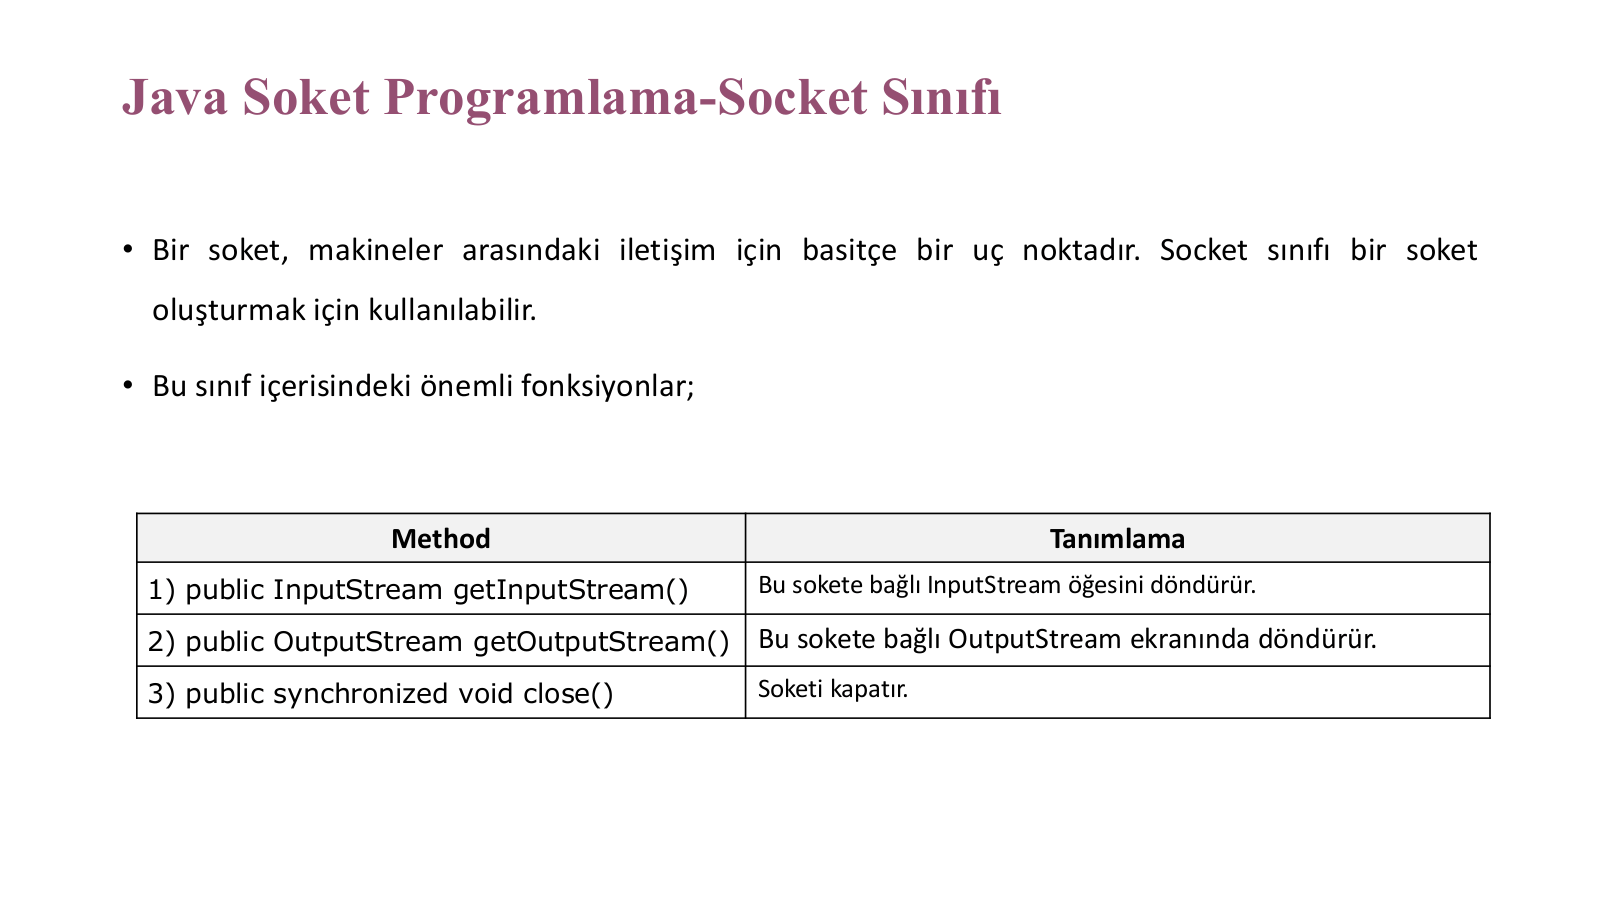 Java Soket Programlama-Socket Sınıfı
• Bir soket, makineler arasındaki iletişim için basitçe bir uç noktadır. Socket sınıfı bir soket
oluşturmak için kullanılabilir.
• Bu sınıf içerisindeki önemli fonksiyonlar;
Method Tanımlama
1) public InputStream getInputStream() Bu sokete bağlı InputStream öğesini döndürür.
2) public OutputStream getOutputStream() Bu sokete bağlı OutputStream ekranında döndürür.
3) public synchronized void close() Soketi kapatır.